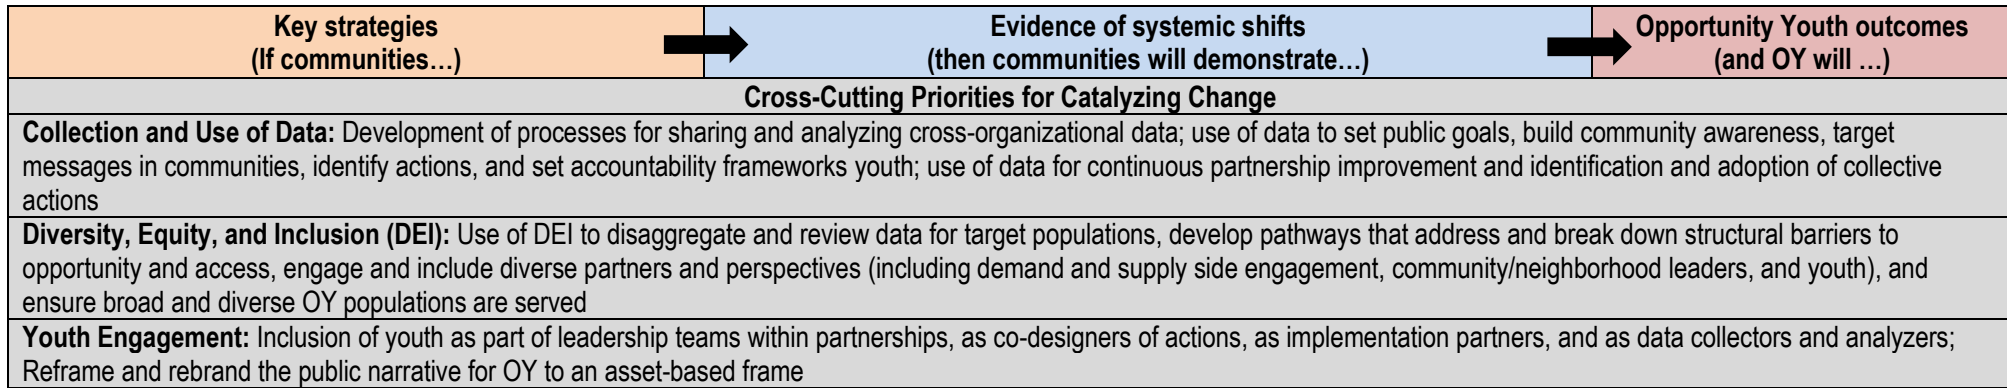 Key strategies
(If communities…)
Evidence of systemic shifts
(then communities will demonstrate…)
Opportunity Youth outcomes
(and OY will …)
Cross-Cutting Priorities for Catalyzing Change
Collection and Use of Data: Development of processes for sharing and analyzing cross-organizational data; use of data to set public goals, build community awareness, target
messages in communities, identify actions, and set accountability frameworks youth; use of data for continuous partnership improvement and identification and adoption of collective
actions
Diversity, Equity, and Inclusion (DEI): Use of DEI to disaggregate and review data for target populations, develop pathways that address and break down structural barriers to
opportunity and access, engage and include diverse partners and perspectives (including demand and supply side engagement, community/neighborhood leaders, and youth), and
ensure broad and diverse OY populations are served
Youth Engagement: Inclusion of youth as part of leadership teams within partnerships, as co-designers of actions, as implementation partners, and as data collectors and analyzers;
Reframe and rebrand the public narrative for OY to an asset-based frame